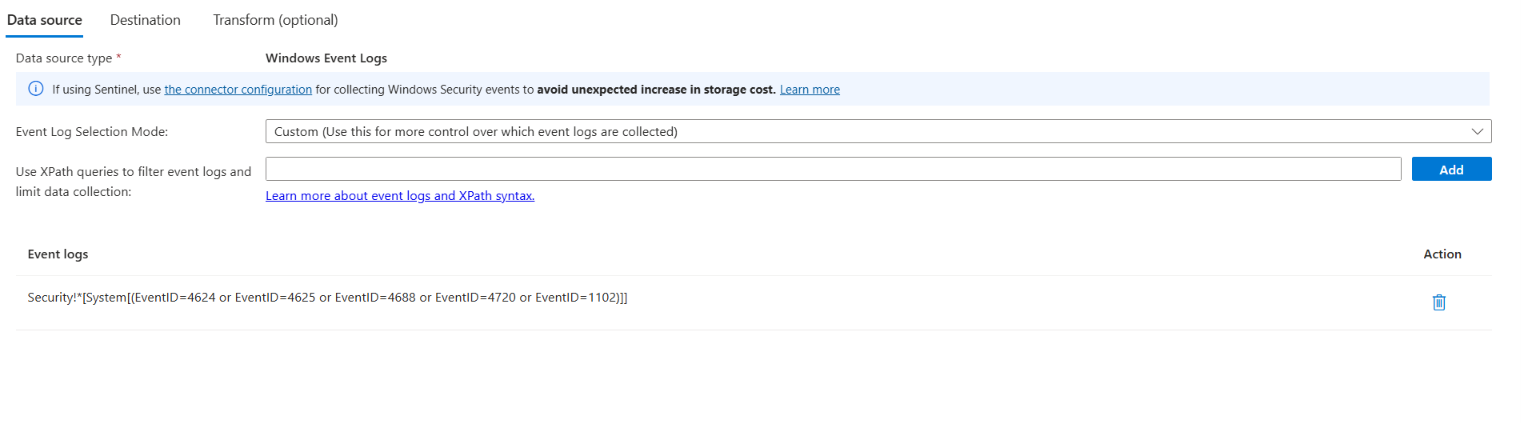 Data source Destination Transform (optional)
Data source type * Windows Event Logs
If using Sentinel, use the connector configuration for collecting Windows Security events to avoid unexpected increase in storage cost. Learn more
Event Log Selection Mode: Custom (Use this for more control over which event logs are collected)
Use XPath queries to filter event logs and
limit data collection:
Add
Learn more about event logs and XPath syntax.
Event logs Action
Security!*[System[(EventID=4624 or EventID=4625 or EventID=4688 or EventID=4720 or EventID=1102)]]